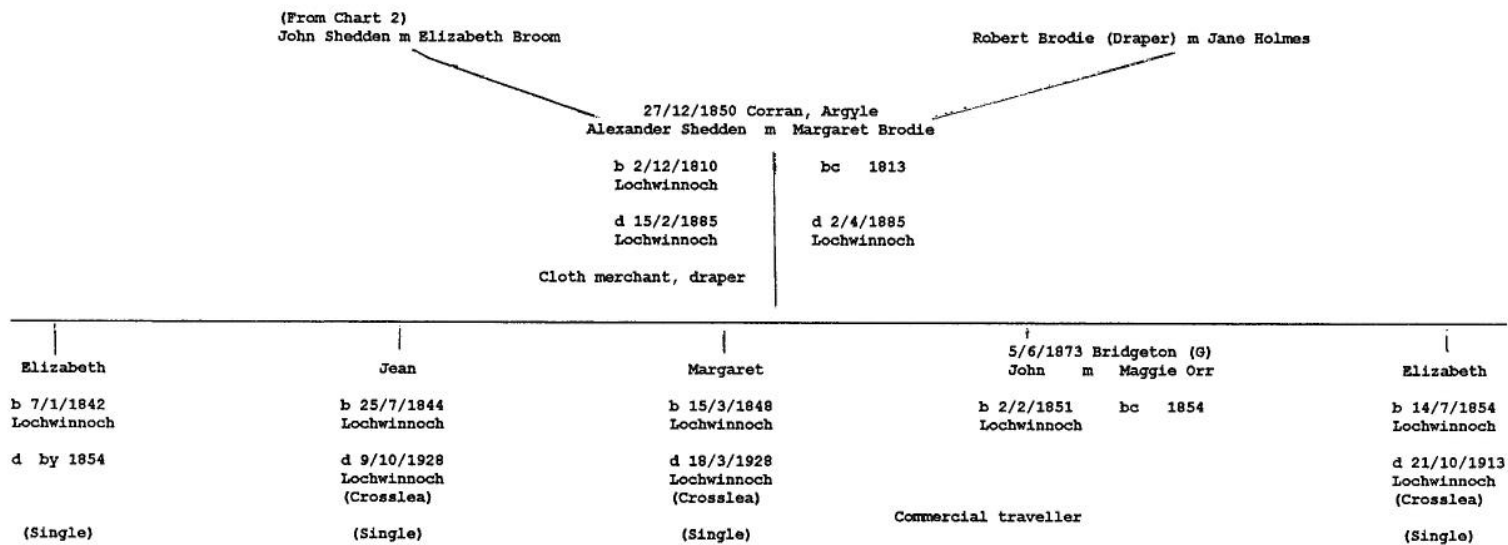 (From Chart 2)
John Shedden m Elizabeth Broom
Robert Brodie (Draper) m Jane Holmes
27/12/1850 Corran, Argyle
Alexander Shedden m Margaret Brodie
b 2/12/1810
Lochwinnoch
bc 1813
d 15/2/1885
Lochwinnoch
d 2/4/1885
Lochwinnoch
Cloth merchant, draper
Elizabeth
b 7/1/1842
Lochwinnoch
d by 1854
(Single)
Jean
b 25/7/1844
Lochwinnoch
d 9/10/1928
Lochwinnoch
(Crosslea)
(Single)
Margaret
b 15/3/1848
Lochwinnoch
d 18/3/1928
Lochwinnoch
(Crosslea)
(Single)
5/6/1873 Bridgeton (G)
John m Maggie Orr
b 2/2/1851
Lochwinnoch
bc 1854
Commercial traveller
Elizabeth
b 14/7/1854
Lochwinnoch
d 21/10/1913
Lochwinnoch
(Crosslea)
(Single)